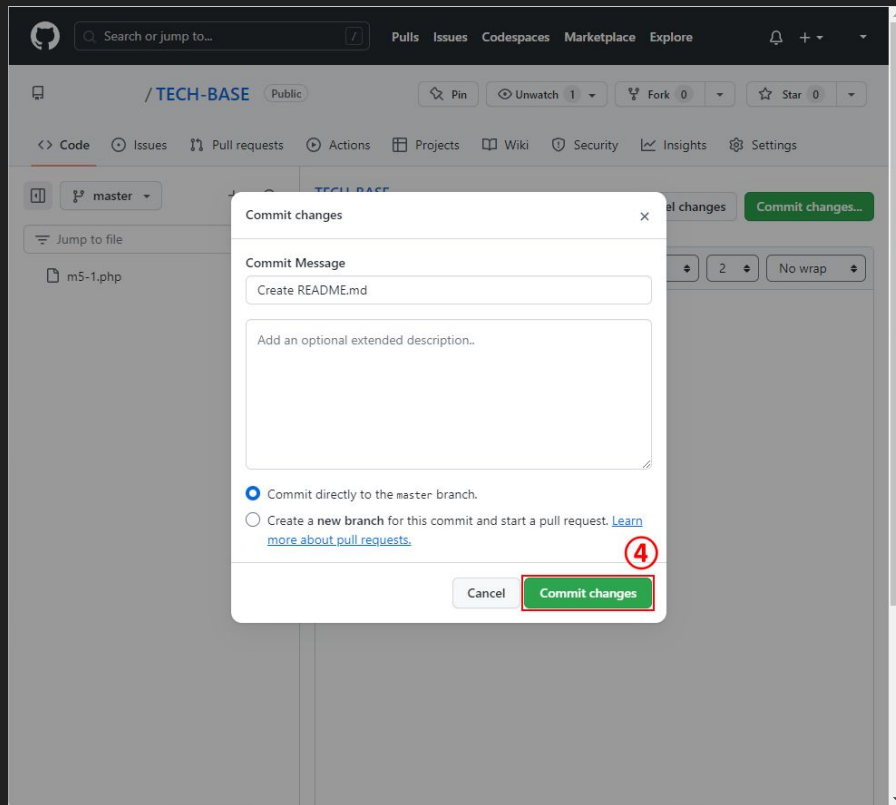 Search or jump to... / Pulls Issues Codespaces Marketplace Explore
/ TECH-BASE Public Pin Unwatch 1 Fork 0 Star 0
<> Code Issues Pull requests Actions Projects Wiki Security Insights Settings
master TECH-BASE
el changes Commit changes...
Jump to file
2 No wrap
m5-1.php
Commit changes ×
Commit Message
Create README.md
Add an optional extended description..
Commit directly to the master branch.
Create a new branch for this commit and start a pull request. Learn
more about pull requests.
④
Cancel Commit changes